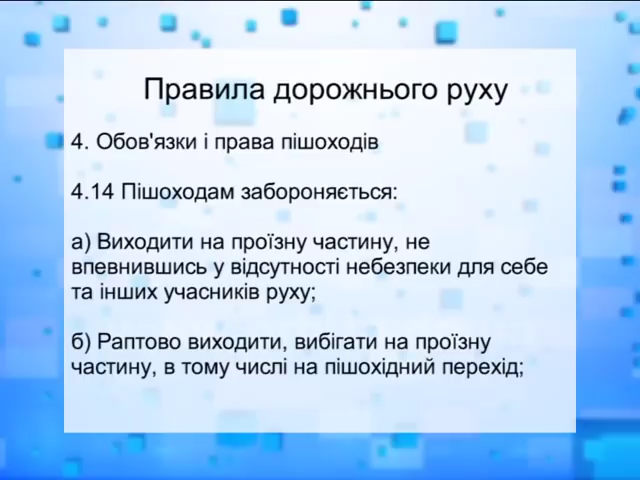 Правила дорожнього руху
4. Обов'язки і права пішоходів
4.14 Пішоходам забороняється:
а) Виходити на проїзну частину, не
впевнившись у відсутності небезпеки для себе
та інших учасників руху;
б) Раптово виходити, вибігати на проїзну
частину, в тому числі на пішохідний перехід;